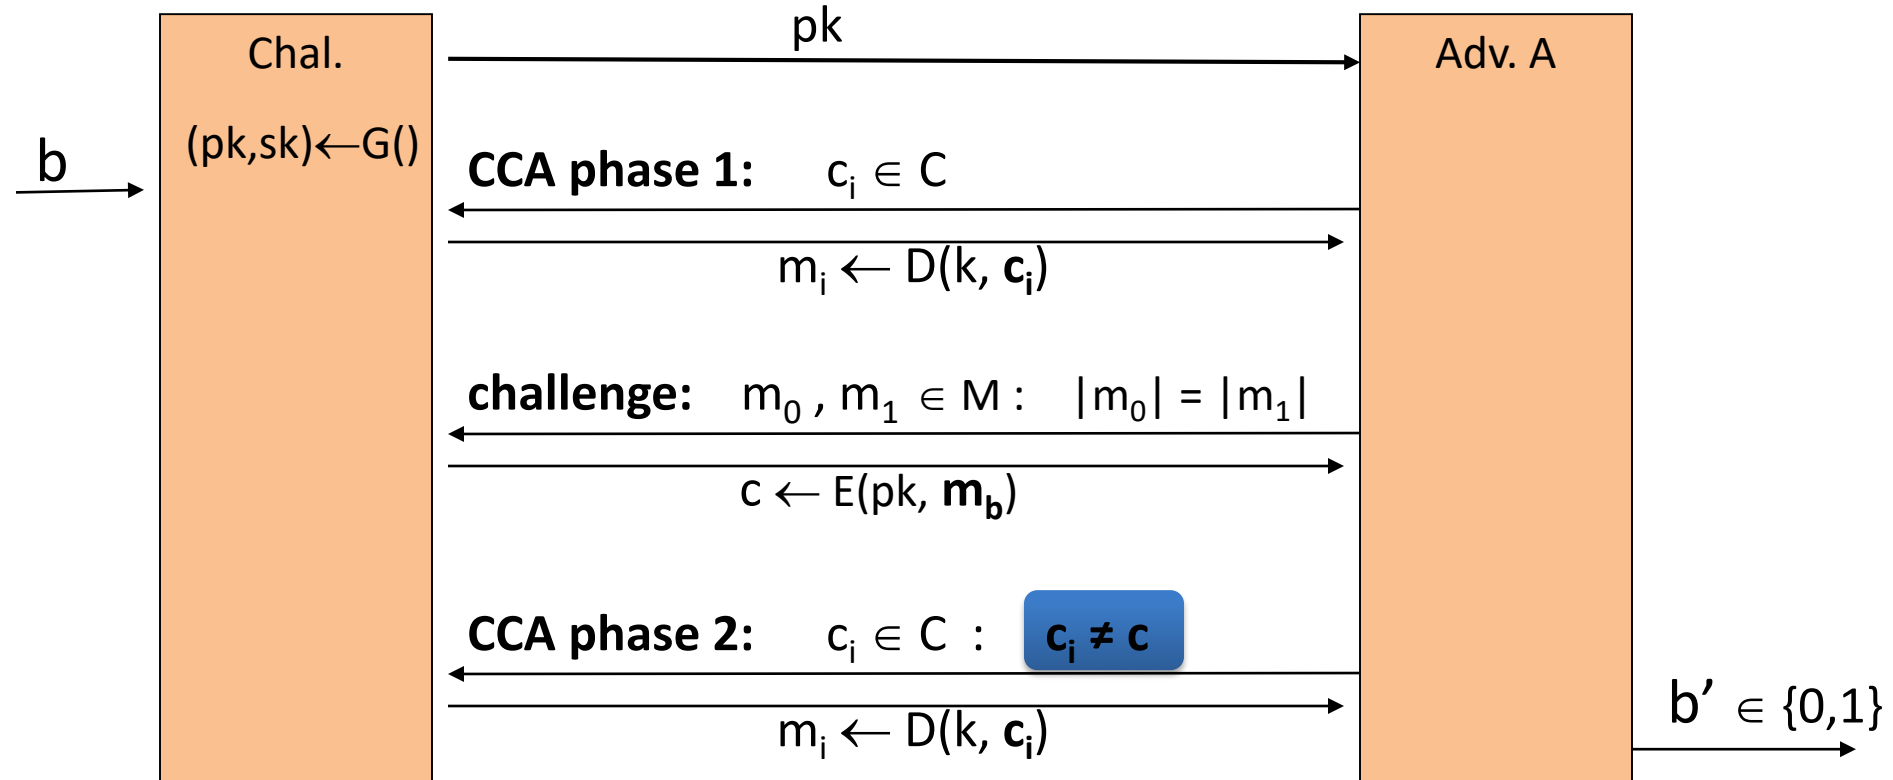 pk
Chal.
Adv. A
b
(pk,sk)←G()
CCA phase 1: cᵢ ∈ C
mᵢ ← D(k, cᵢ)
challenge: m₀ , m₁ ∈ M : |m₀| = |m₁|
c ← E(pk, m_b)
CCA phase 2: cᵢ ∈ C : cᵢ ≠ c
mᵢ ← D(k, cᵢ)
b’ ∈ {0,1}